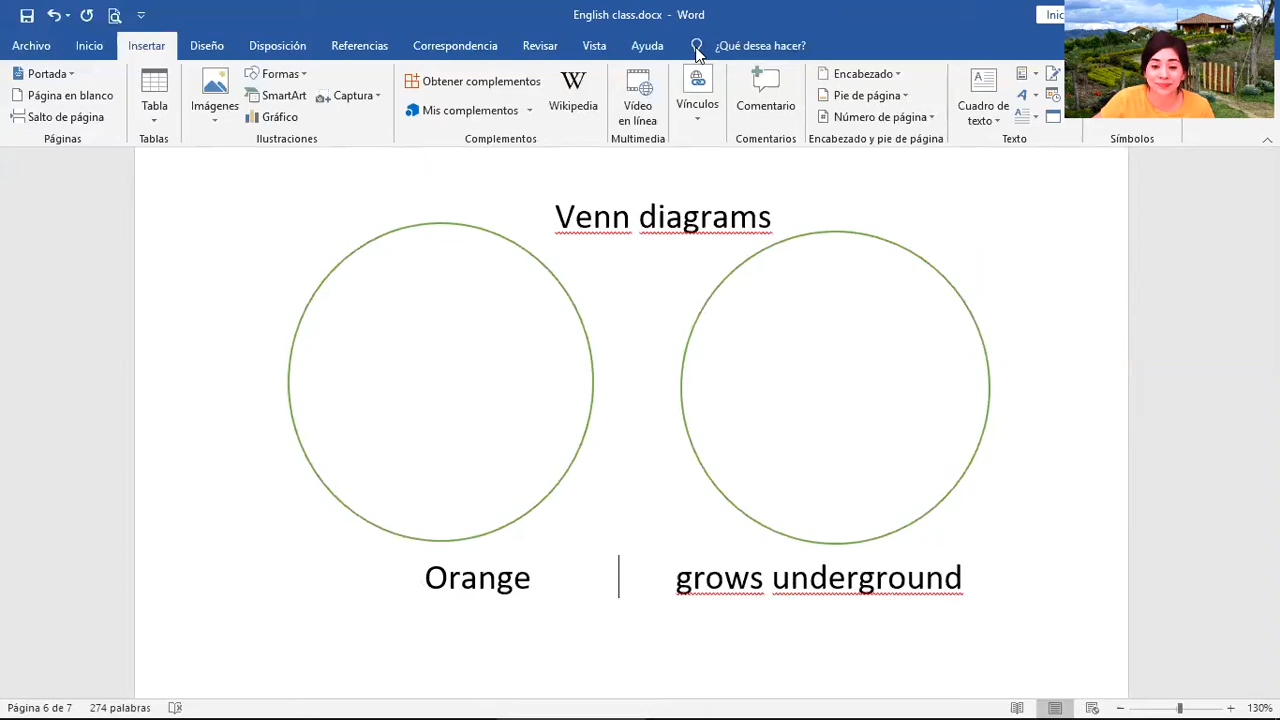 English class.docx - Word
Inic
Archivo Inicio Insertar Diseño Disposición Referencias Correspondencia Revisar Vista Ayuda ¿Qué desea hacer?
Portada
Página en blanco
Salto de página
Páginas
Tabla
Tablas
Imágenes
Formas
SmartArt
Gráfico
Captura
Ilustraciones
Obtener complementos
Mis complementos
W
Wikipedia
Complementos
Vídeo
en línea
Multimedia
Vínculos
Comentario
Comentarios
Encabezado
Pie de página
Número de página
Encabezado y pie de página
Cuadro de
texto
Texto
Símbolos
Venn diagrams
Orange
grows underground
Página 6 de 7 274 palabras
130%